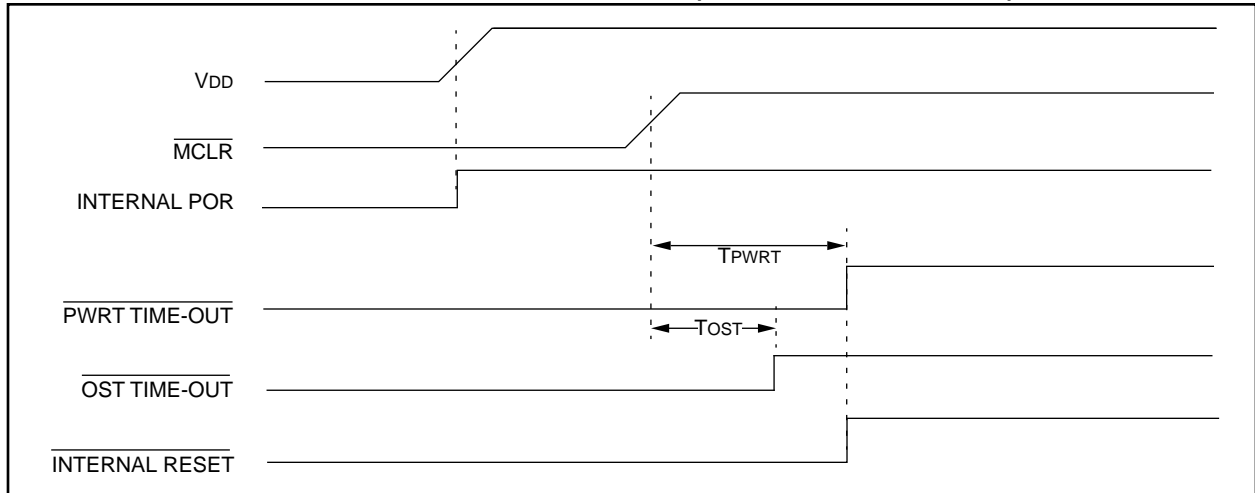 VDD
MCLR
INTERNAL POR
TPWRT
PWRT TIME-OUT
TOST
OST TIME-OUT
INTERNAL RESET